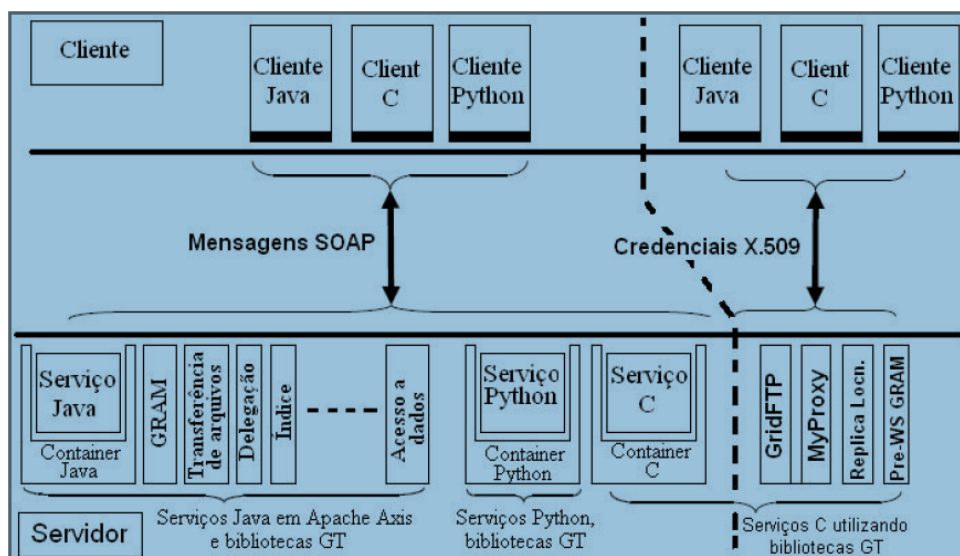 Cliente
Cliente
Java
Client
C
Cliente
Python
Cliente
Java
Client
C
Cliente
Python
Mensagens SOAP
Credenciais X.509
Serviço
Java
Container
Java
GRAM
Transferência
de arquivos
Delegação
Índice
Acesso a
dados
Serviço
Python
Container
Python
Serviço
C
Container
C
GridFTP
MyProxy
Replica Locn.
Pre-WS GRAM
Servidor
Serviços Java em Apache Axis
e bibliotecas GT
Serviços Python,
bibliotecas GT
Serviços C utilizando
bibliotecas GT